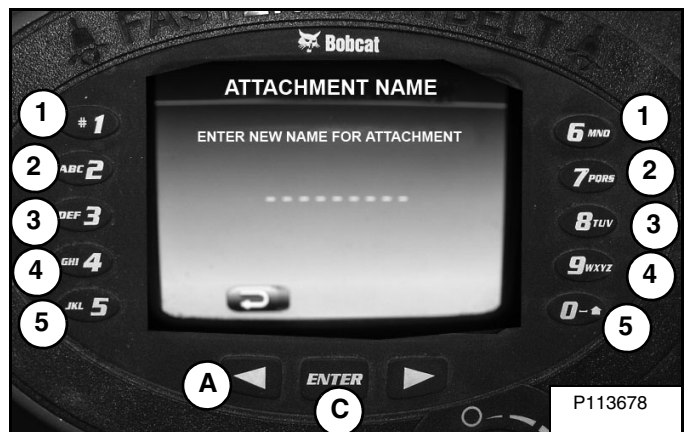 FASTEN BELT
Bobcat
ATTACHMENT NAME
ENTER NEW NAME FOR ATTACHMENT
1 # 1
2 ABC 2
3 DEF 3
4 GHI 4
5 JKL 5
6 MNO 1
7 PQRS 2
8 TUV 3
9 WXYZ 4
0 - 5
A ENTER
C
P113678